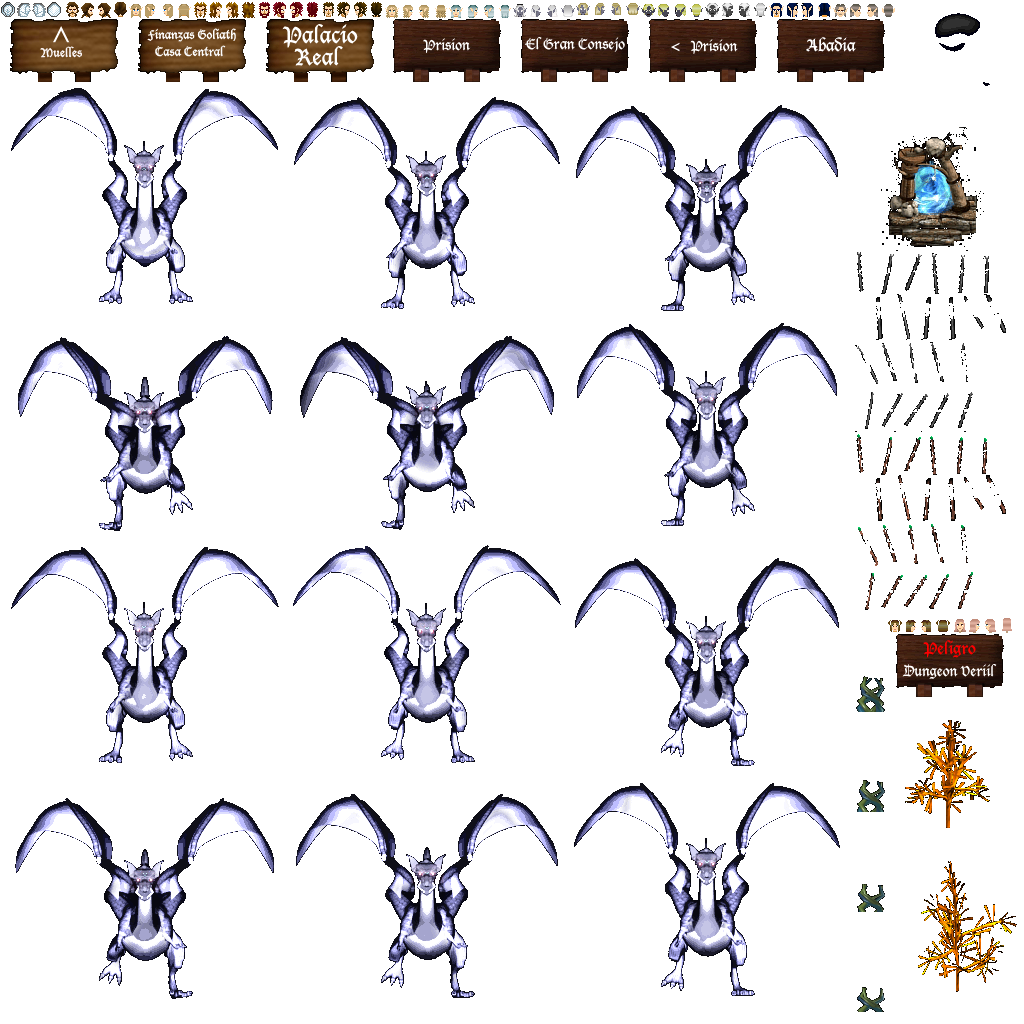 Muelles
Finanzas Goliath
Casa Central
Palacio
Real
Prision
El Gran Consejo
< Prision
Abadia
Peligro
Dungeon Veriil